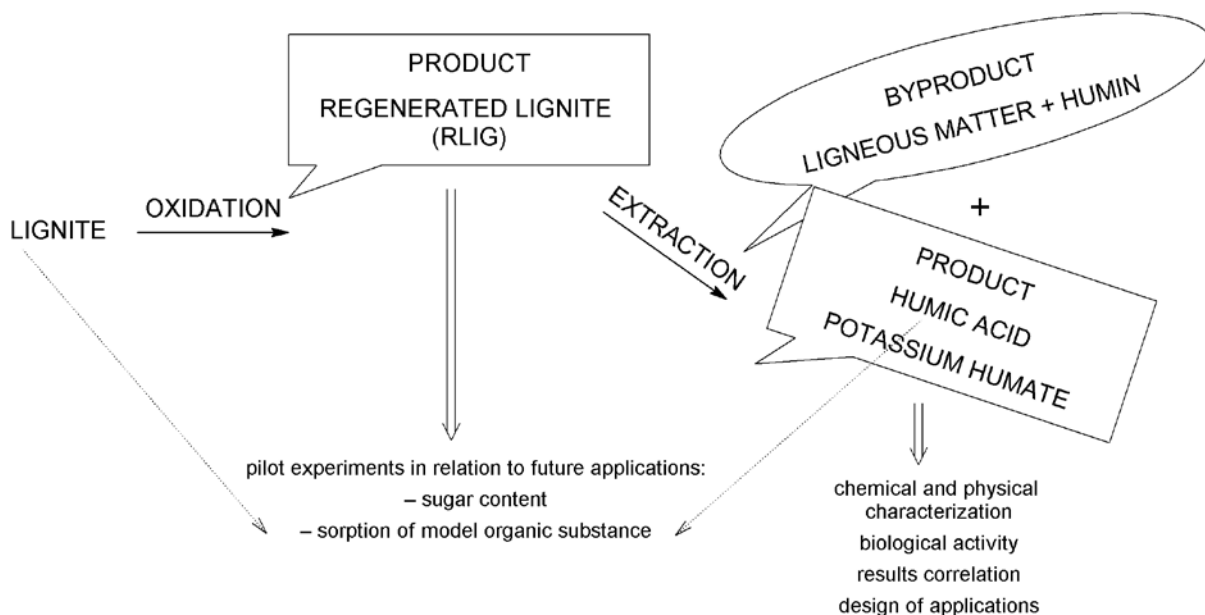 PRODUCT
REGENERATED LIGNITE
(RLIG)
BYPRODUCT
LIGNEOUS MATTER + HUMIN
LIGNITE
OXIDATION
EXTRACTION
+
PRODUCT
HUMIC ACID
POTASSIUM HUMATE
pilot experiments in relation to future applications:
– sugar content
– sorption of model organic substance
chemical and physical
characterization
biological activity
results correlation
design of applications